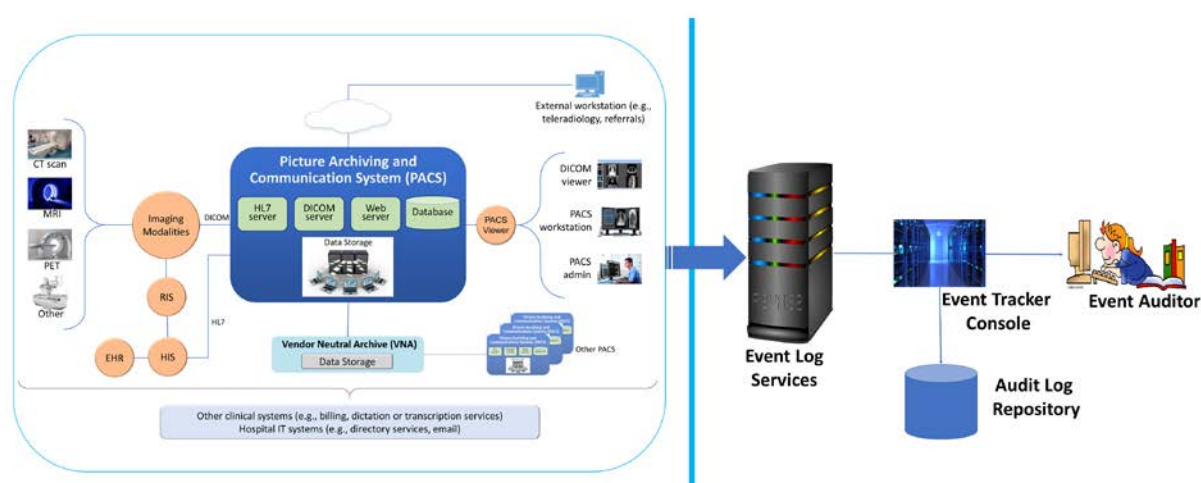 External workstation (e.g.,
teleradiology, referrals)
CT scan
MRI
PET
Other
Imaging
Modalities
DICOM
RIS
HL7
EHR
HIS
Picture Archiving and
Communication System (PACS)
HL7
server
DICOM
server
Web
server
Database
Data Storage
PACS
Viewer
DICOM
viewer
PACS
workstation
PACS
admin
Vendor Neutral Archive (VNA)
Data Storage
Other PACS
Other clinical systems (e.g., billing, dictation or transcription services)
Hospital IT systems (e.g., directory services, email)
Event Log
Services
Event Tracker
Console
Event Auditor
Audit Log
Repository